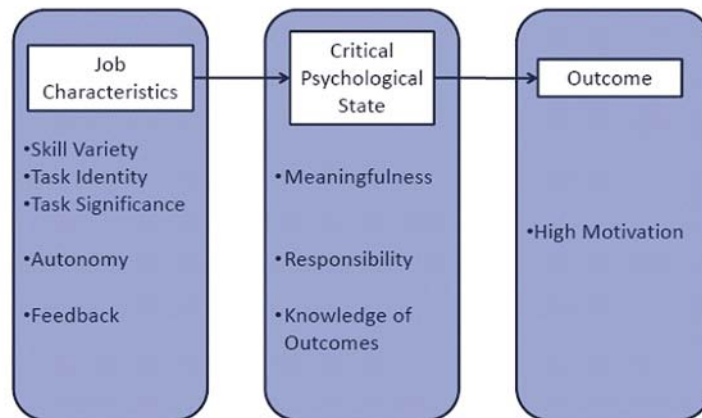 Job
Characteristics
•Skill Variety
•Task Identity
•Task Significance
•Autonomy
•Feedback
Critical
Psychological
State
•Meaningfulness
•Responsibility
•Knowledge of
Outcomes
Outcome
•High Motivation